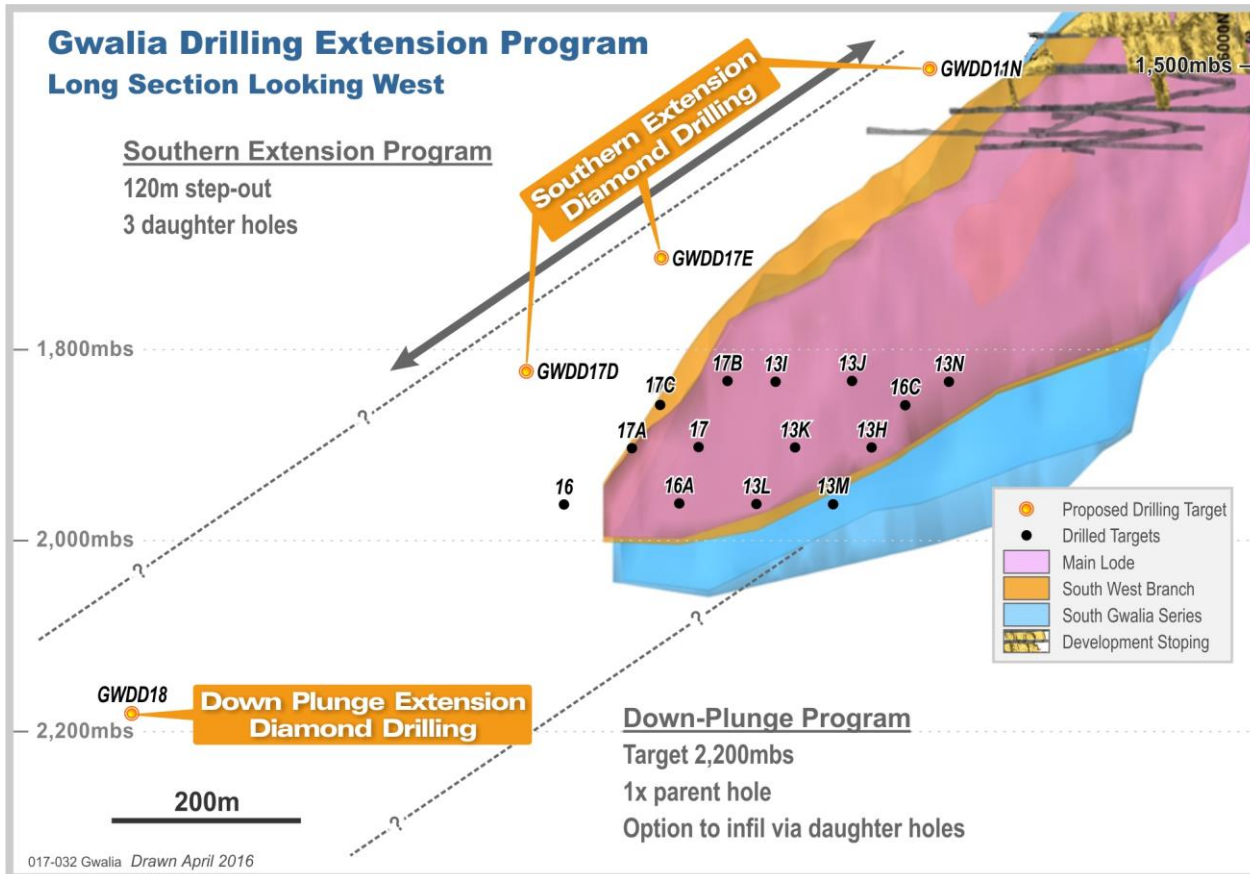 Gwalia Drilling Extension Program
Long Section Looking West
Southern Extension Program
120m step-out
3 daughter holes
Southern Extension
Diamond Drilling
GWDD11N
6000N
1,500mbs
GWDD17E
1,800mbs
GWDD17D
17C
17B
13I
13J
16C
13N
17A
17
13K
13H
16
16A
13L
13M
?
2,000mbs
?
?
?
Proposed Drilling Target
Drilled Targets
Main Lode
South West Branch
South Gwalia Series
Development Stoping
GWDD18
Down Plunge Extension
Diamond Drilling
2,200mbs
Down-Plunge Program
Target 2,200mbs
1x parent hole
Option to infil via daughter holes
200m
017-032 Gwalia Drawn April 2016